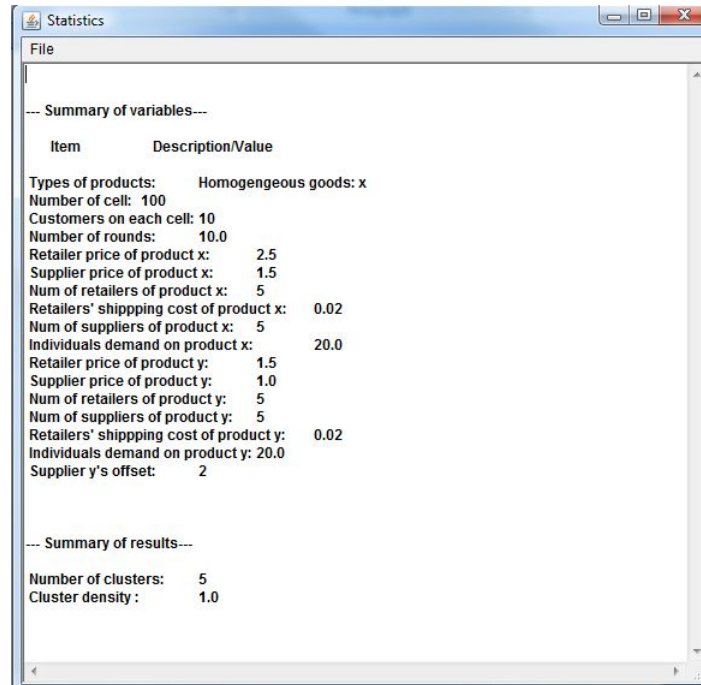 Statistics
File
--- Summary of variables---
Item Description/Value
Types of products: Homogengeous goods: x
Number of cell: 100
Customers on each cell: 10
Number of rounds: 10.0
Retailer price of product x: 2.5
Supplier price of product x: 1.5
Num of retailers of product x: 5
Retailers' shippping cost of product x: 0.02
Num of suppliers of product x: 5
Individuals demand on product x: 20.0
Retailer price of product y: 1.5
Supplier price of product y: 1.0
Num of retailers of product y: 5
Num of suppliers of product y: 5
Retailers' shippping cost of product y: 0.02
Individuals demand on product y: 20.0
Supplier y's offset: 2
--- Summary of results---
Number of clusters: 5
Cluster density : 1.0